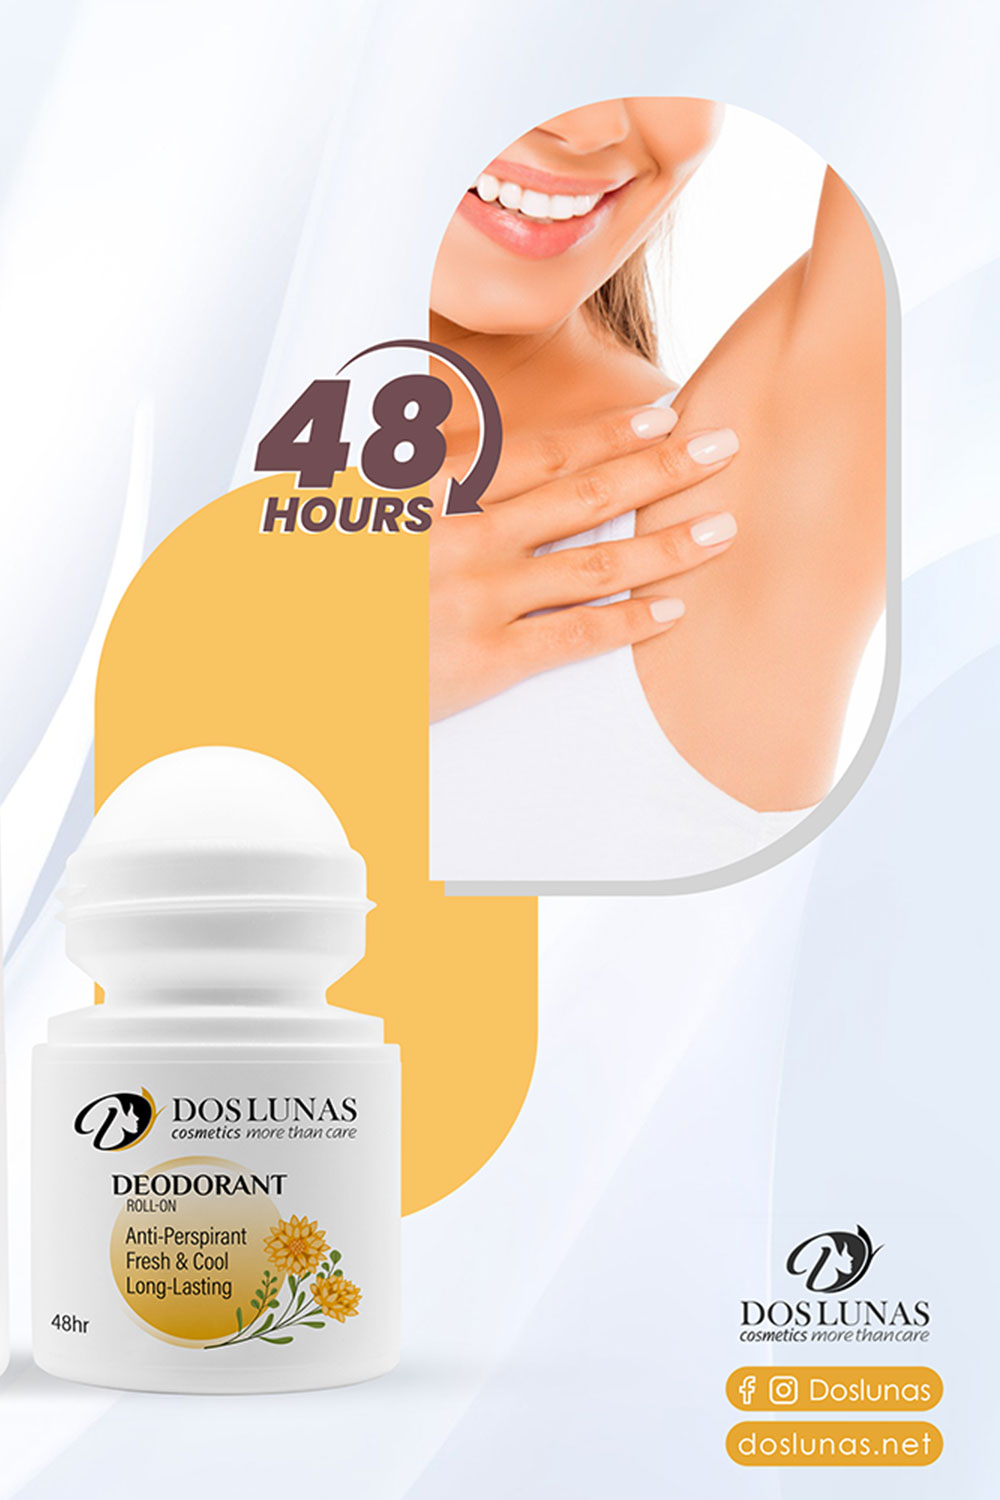 48
HOURS
DOSLUNAS
cosmetics more than care
DEODORANT
ROLL-ON
Anti-Perspirant
Fresh & Cool
Long-Lasting
48hr
DOSLUNAS
cosmetics more than care
Doslunas
doslunas.net